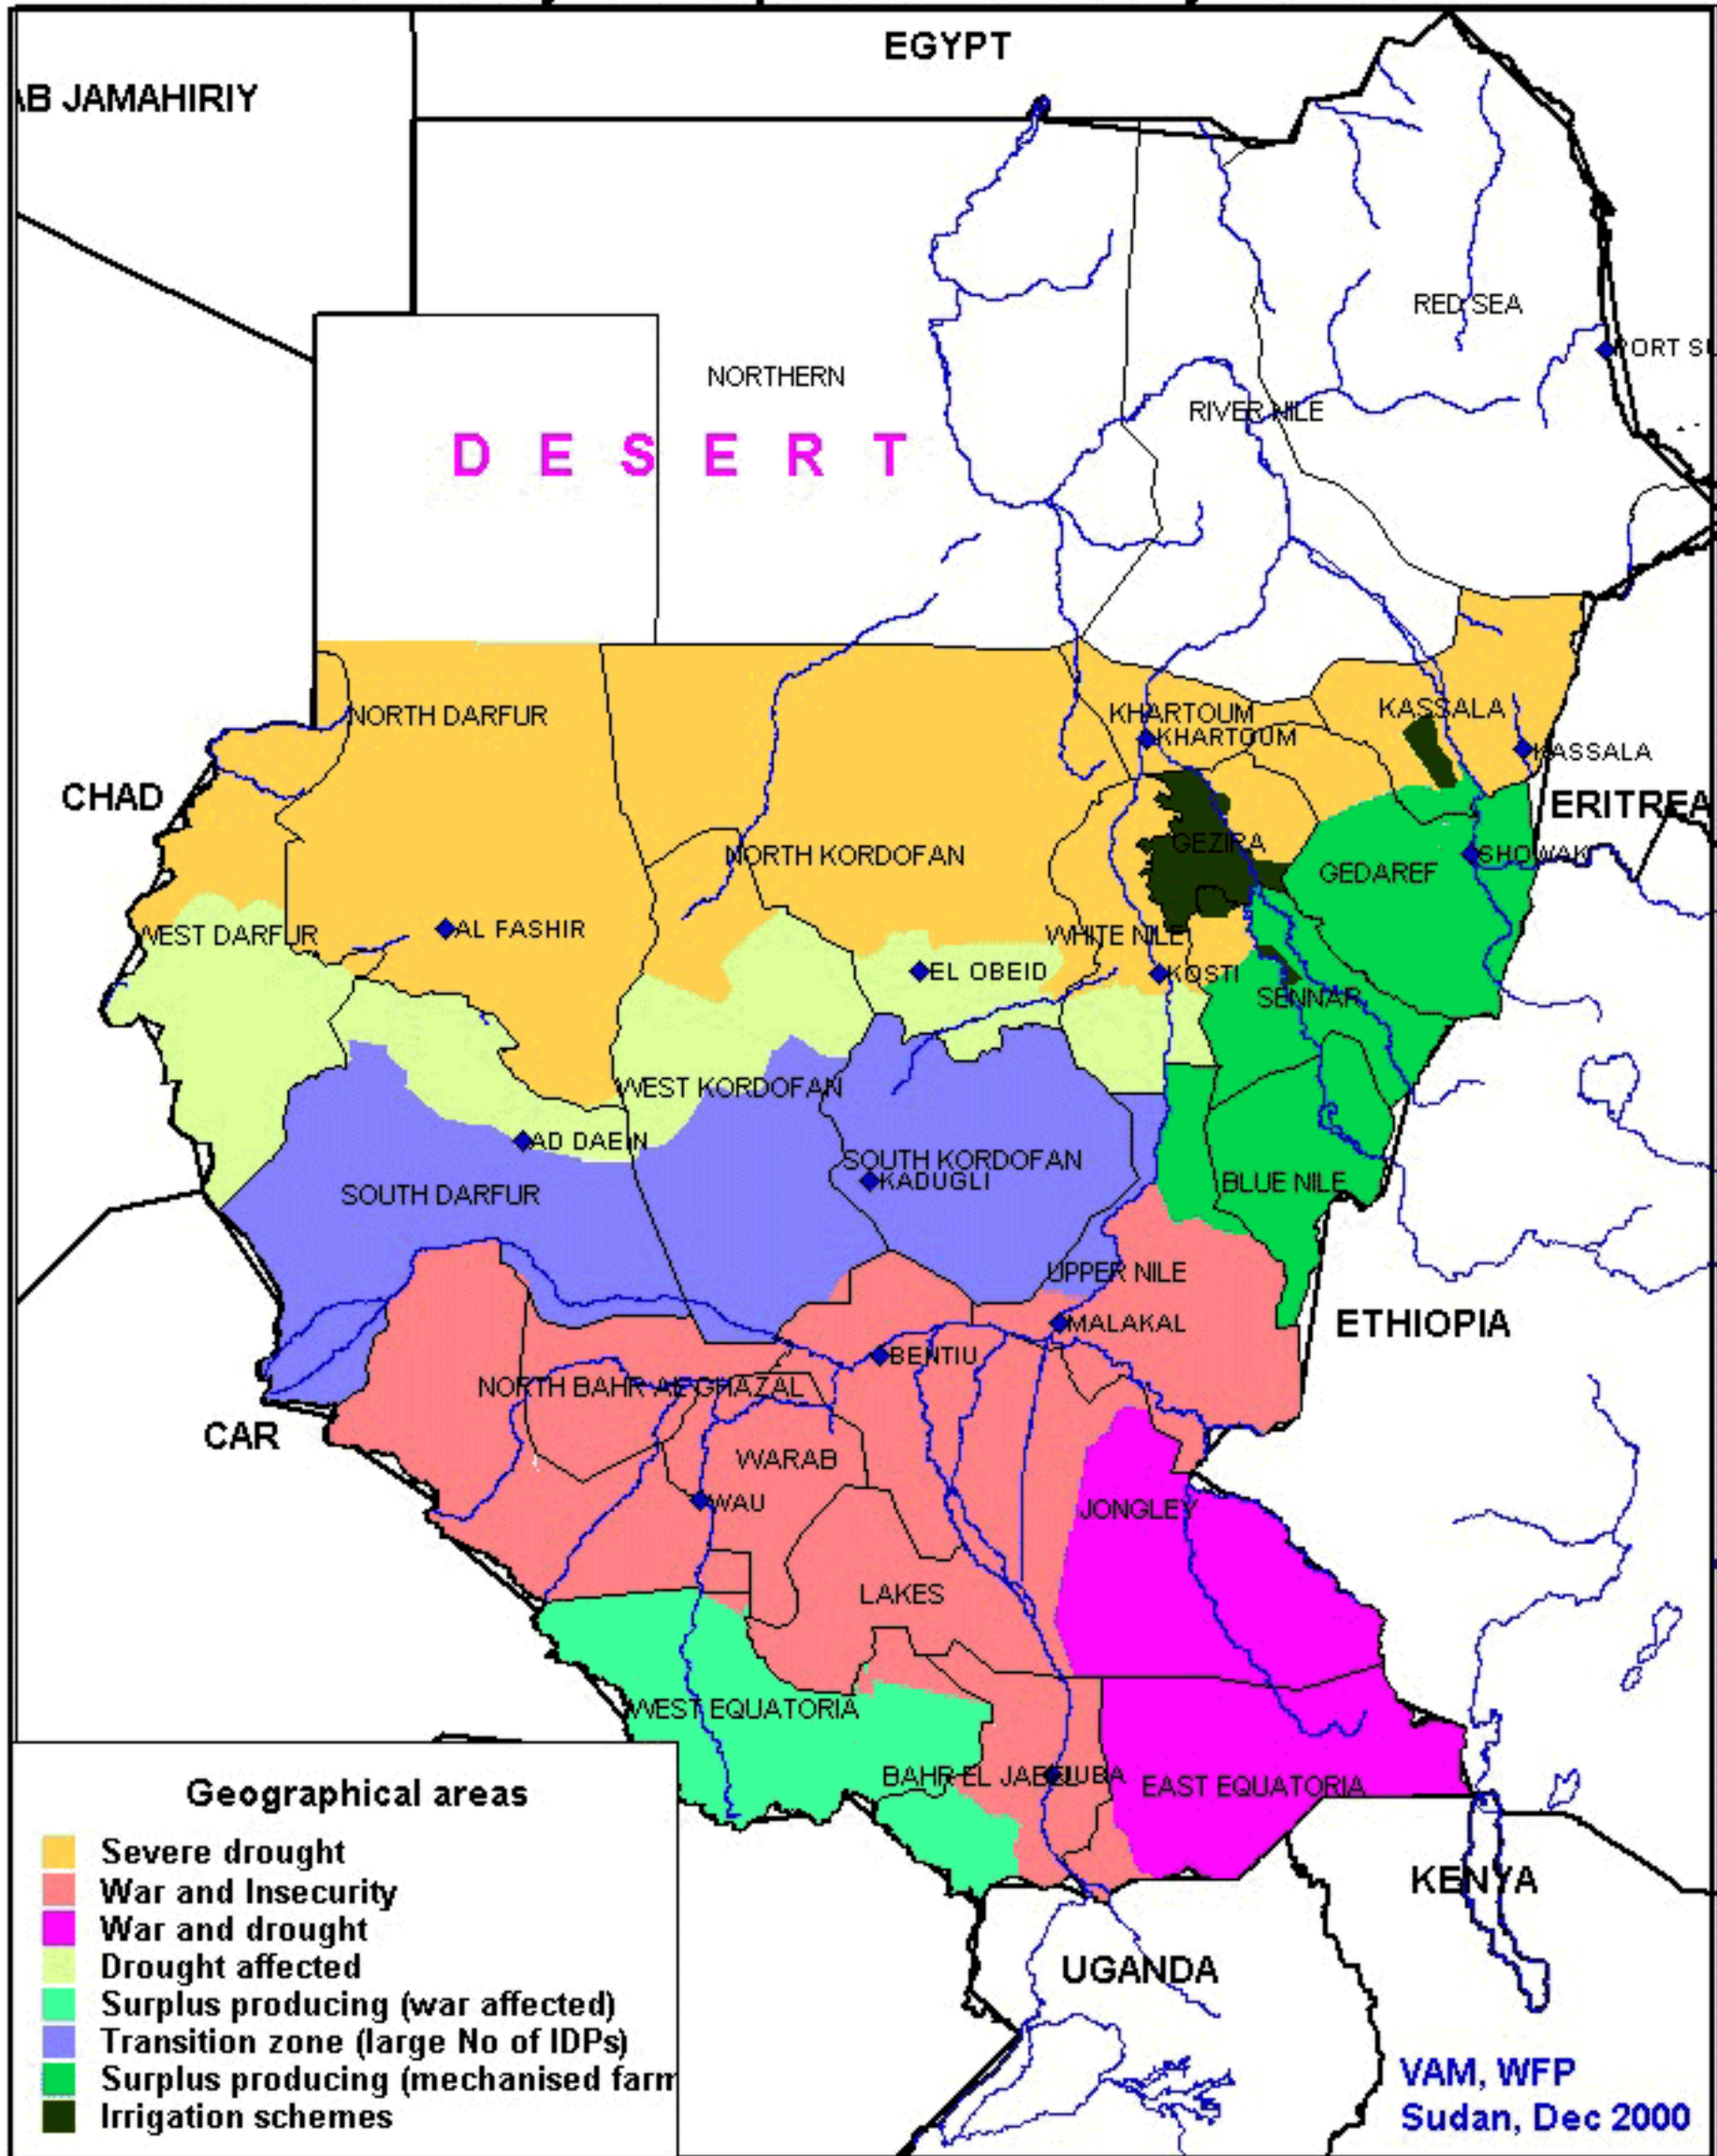 EGYPT
AB JAMAHIRIY
RED SEA
PORT SU
NORTHERN
RIVER NILE
D E S E R T
NORTH DARFUR
KHARTOUM
KASSALA
KHARTOUM
KASSALA
CHAD
ERITREA
GEZIRA
NORTH KORDOFAN
SHOWAK
GEDAREF
WEST DARFUR
AL FASHIR
WHITE NILE
EL OBEID
KOSTI
SENNAR
WEST KORDOFAN
AD DAEIN
SOUTH KORDOFAN
KADUGLI
BLUE NILE
SOUTH DARFUR
UPPER NILE
MALAKAL
ETHIOPIA
BENTIU
NORTH BAHR AL GHAZAL
CAR
WARAB
WAU
JONGLEY
LAKES
WEST EQUATORIA
BAHR EL JABEL
JUBA
EAST EQUATORIA
KENYA
UGANDA
Geographical areas
Severe drought
War and Insecurity
War and drought
Drought affected
Surplus producing (war affected)
Transition zone (large No of IDPs)
Surplus producing (mechanised farm
Irrigation schemes
VAM, WFP
Sudan, Dec 2000